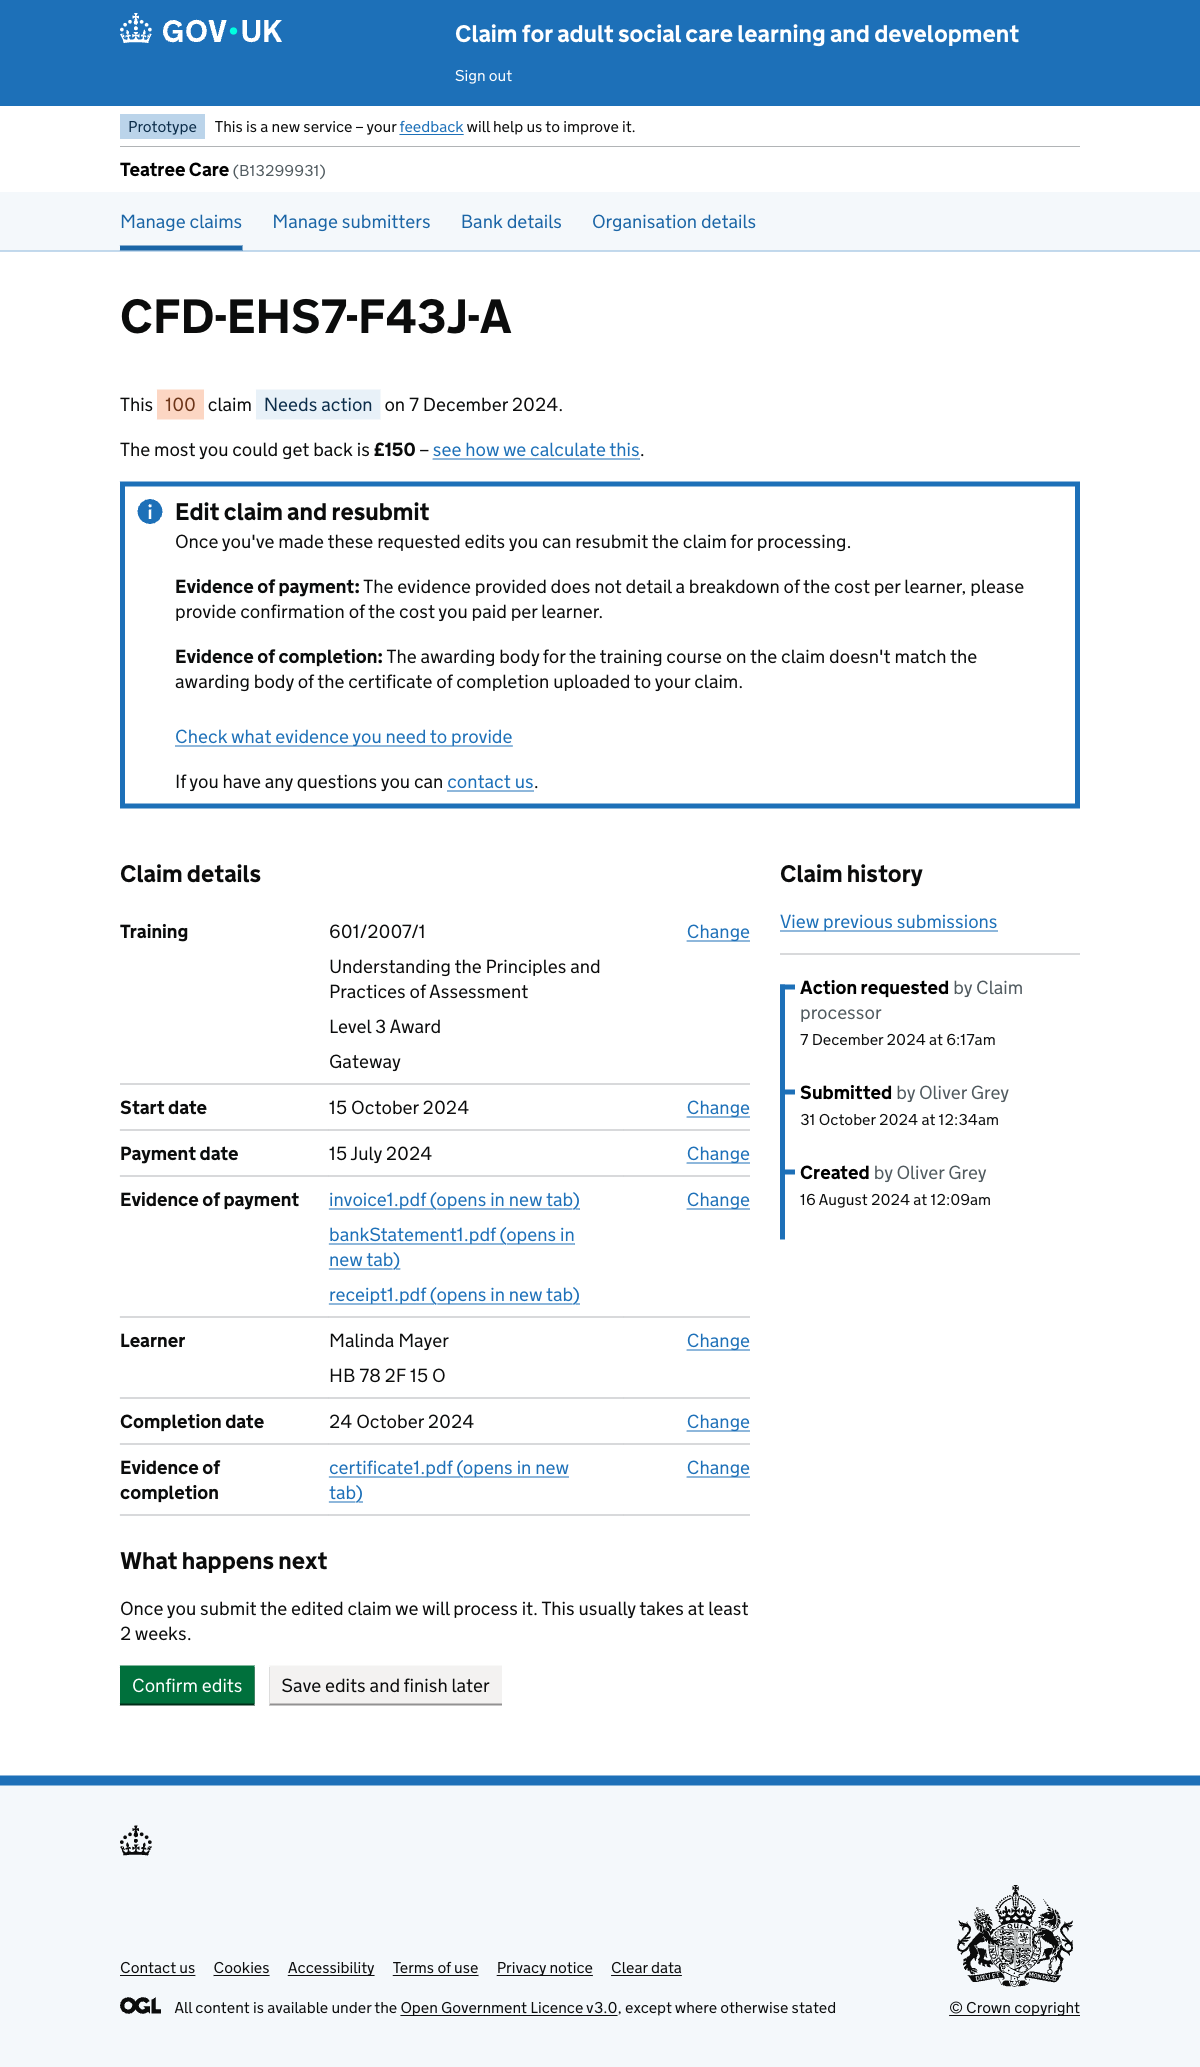 GOV·UK
Claim for adult social care learning and development
Sign out
Prototype This is a new service – your feedback will help us to improve it.
Teatree Care (B13299931)
Manage claims Manage submitters Bank details Organisation details
CFD-EHS7-F43J-A
This 100 claim Needs action on 7 December 2024.
The most you could get back is £150 – see how we calculate this.
Edit claim and resubmit
Once you've made these requested edits you can resubmit the claim for processing.
Evidence of payment: The evidence provided does not detail a breakdown of the cost per learner, please
provide confirmation of the cost you paid per learner.
Evidence of completion: The awarding body for the training course on the claim doesn't match the
awarding body of the certificate of completion uploaded to your claim.
Check what evidence you need to provide
If you have any questions you can contact us.
Claim details
Training 601/2007/1 Change
Understanding the Principles and
Practices of Assessment
Level 3 Award
Gateway
Start date 15 October 2024 Change
Payment date 15 July 2024 Change
Evidence of payment invoice1.pdf (opens in new tab) Change
bankStatement1.pdf (opens in
new tab)
receipt1.pdf (opens in new tab)
Learner Malinda Mayer Change
HB 78 2F 15 O
Completion date 24 October 2024 Change
Evidence of certificate1.pdf (opens in new Change
completion tab)
Claim history
View previous submissions
Action requested by Claim
processor
7 December 2024 at 6:17am
Submitted by Oliver Grey
31 October 2024 at 12:34am
Created by Oliver Grey
16 August 2024 at 12:09am
What happens next
Once you submit the edited claim we will process it. This usually takes at least
2 weeks.
Confirm edits Save edits and finish later
Contact us Cookies Accessibility Terms of use Privacy notice Clear data
OGL All content is available under the Open Government Licence v3.0, except where otherwise stated
© Crown copyright